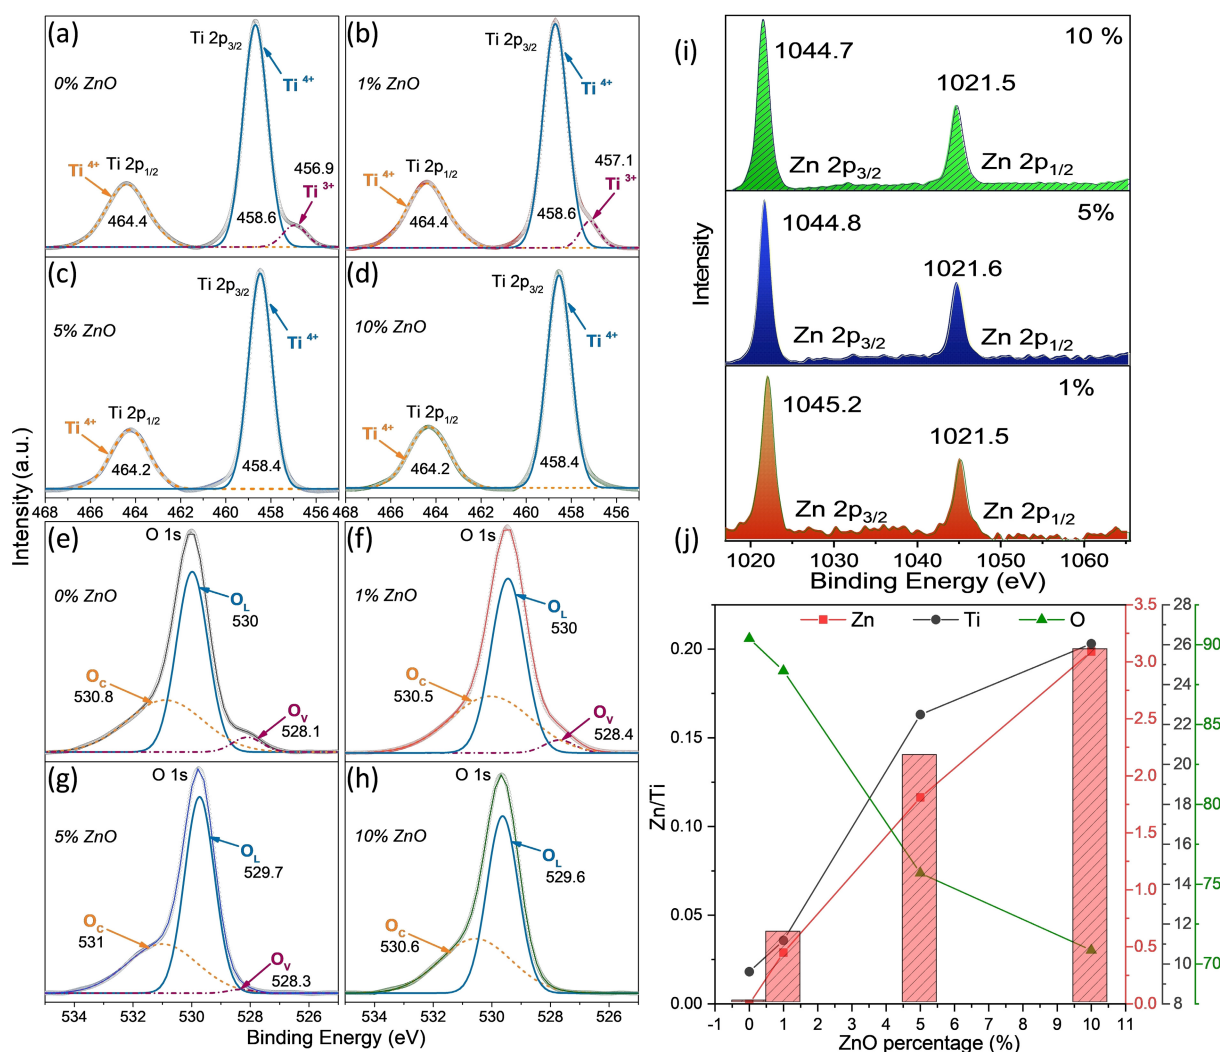 (a)
Ti 2p3/2
0% ZnO
Ti 4+
Ti 4+
Ti 2p1/2
456.9
Ti 3+
464.4
458.6
(b)
Ti 2p3/2
1% ZnO
Ti 4+
Ti 4+
Ti 2p1/2
457.1
Ti 3+
464.4
458.6
(c)
Ti 2p3/2
5% ZnO
Ti 4+
Ti 4+
Ti 2p1/2
464.2
458.4
468 466 464 462 460 458 456
(d)
Ti 2p3/2
10% ZnO
Ti 4+
Ti 4+
Ti 2p1/2
464.2
458.4
468 466 464 462 460 458 456
Intensity (a.u.)
(e)
O 1s
0% ZnO
OL
530
OC
530.8
OV
528.1
(f)
O 1s
1% ZnO
OL
530
OC
530.5
OV
528.4
(g)
O 1s
5% ZnO
OL
529.7
OC
531
OV
528.3
534 532 530 528 526
(h)
O 1s
10% ZnO
OL
529.6
OC
530.6
534 532 530 528 526
Binding Energy (eV)
(i)
10 %
1044.7
1021.5
Zn 2p3/2
Zn 2p1/2
5%
1044.8
1021.6
Zn 2p3/2
Zn 2p1/2
1%
1045.2
1021.5
Zn 2p3/2
Zn 2p1/2
Intensity
1020 1030 1040 1050 1060
Binding Energy (eV)
(j)
Zn Ti O
Zn/Ti
0.20
0.15
0.10
0.05
0.00
3.5
3.0
2.5
2.0
1.5
1.0
0.5
0.0
28
26
24
22
20
18
16
14
12
10
8
90
85
80
75
70
-1 0 1 2 3 4 5 6 7 8 9 10 11
ZnO percentage (%)